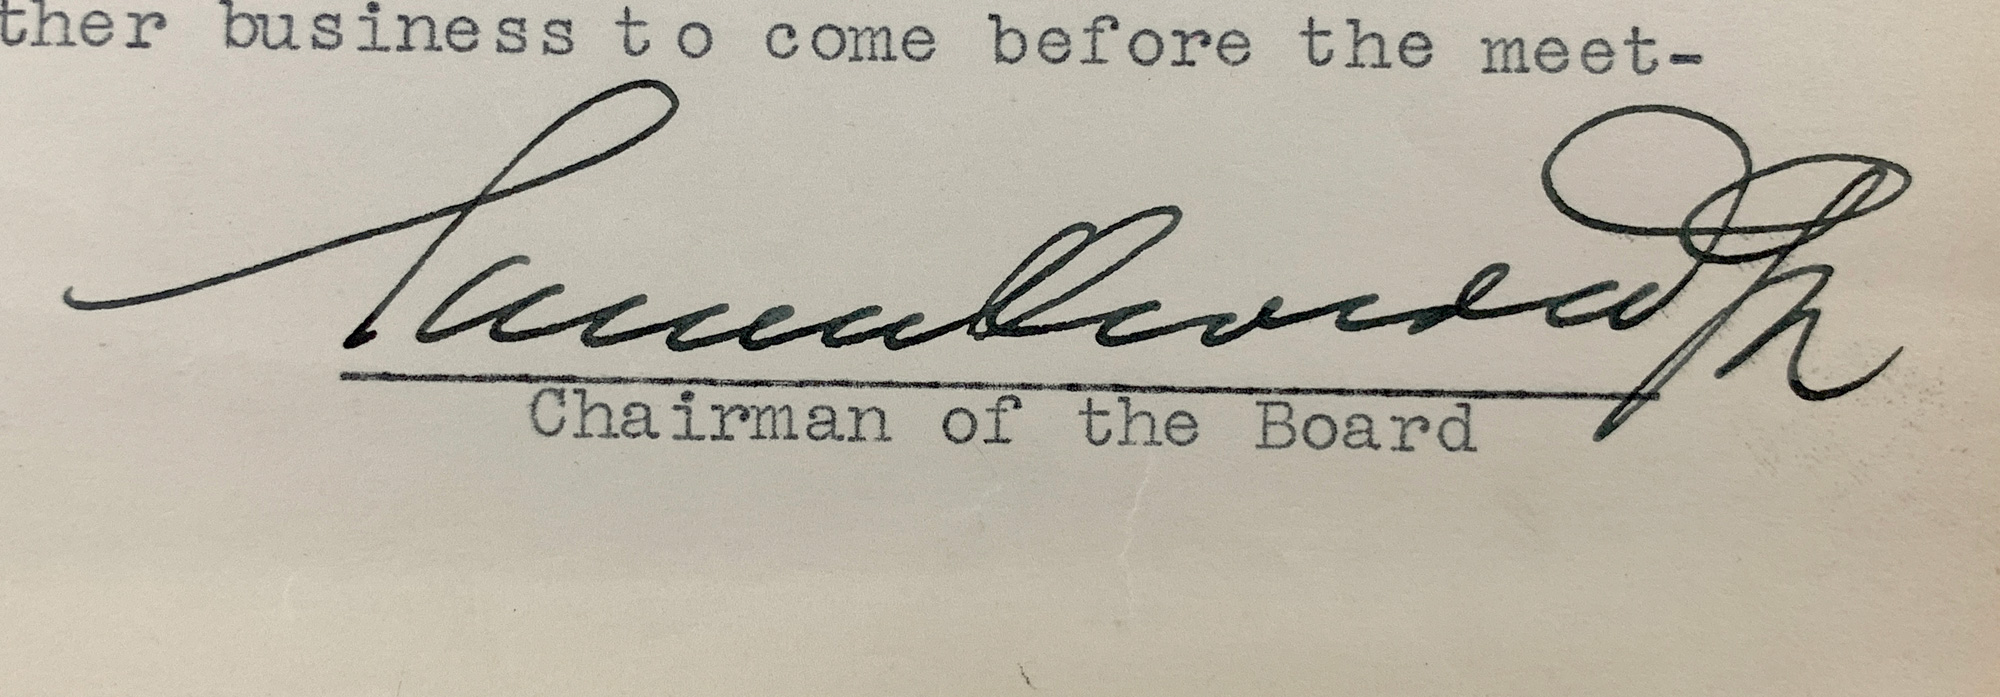 ther business to come before the meet-
Chairman of the Board